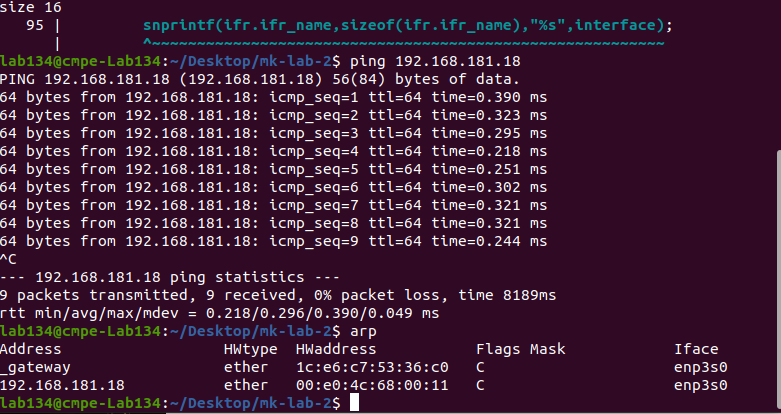 size 16
   95 |         snprintf(ifr.ifr_name,sizeof(ifr.ifr_name),"%s",interface);
      |         ^~~~~~~~~~~~~~~~~~~~~~~~~~~~~~~~~~~~~~~~~~~~~~~~~~~~~~~~~~
lab134@cmpe-Lab134:~/Desktop/mk-lab-2$ ping 192.168.181.18
PING 192.168.181.18 (192.168.181.18) 56(84) bytes of data.
64 bytes from 192.168.181.18: icmp_seq=1 ttl=64 time=0.390 ms
64 bytes from 192.168.181.18: icmp_seq=2 ttl=64 time=0.323 ms
64 bytes from 192.168.181.18: icmp_seq=3 ttl=64 time=0.295 ms
64 bytes from 192.168.181.18: icmp_seq=4 ttl=64 time=0.218 ms
64 bytes from 192.168.181.18: icmp_seq=5 ttl=64 time=0.251 ms
64 bytes from 192.168.181.18: icmp_seq=6 ttl=64 time=0.302 ms
64 bytes from 192.168.181.18: icmp_seq=7 ttl=64 time=0.321 ms
64 bytes from 192.168.181.18: icmp_seq=8 ttl=64 time=0.321 ms
64 bytes from 192.168.181.18: icmp_seq=9 ttl=64 time=0.244 ms
^C
--- 192.168.181.18 ping statistics ---
9 packets transmitted, 9 received, 0% packet loss, time 8189ms
rtt min/avg/max/mdev = 0.218/0.296/0.390/0.049 ms
lab134@cmpe-Lab134:~/Desktop/mk-lab-2$ arp
Address                  HWtype  HWaddress           Flags Mask            Iface
_gateway                 ether   1c:e6:c7:53:36:c0   C                     enp3s0
192.168.181.18           ether   00:e0:4c:68:00:11   C                     enp3s0
lab134@cmpe-Lab134:~/Desktop/mk-lab-2$